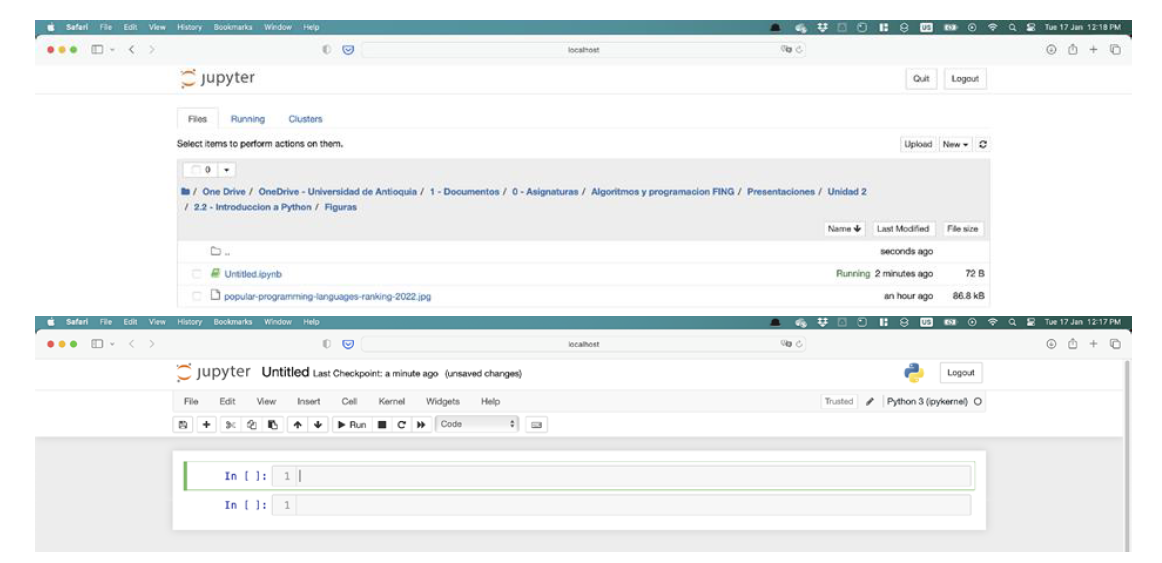 Safari File Edit View History Bookmarks Window Help US Tue 17 Jan 12:18 PM
localhost
jupyter Quit Logout
Files Running Clusters
Select items to perform actions on them. Upload New
0
/ One Drive / OneDrive - Universidad de Antioquia / 1 - Documentos / 0 - Asignaturas / Algoritmos y programacion FING / Presentaciones / Unidad 2
/ 2.2 - Introduccion a Python / Figuras
Name Last Modified File size
.. seconds ago
Untitled.ipynb Running 2 minutes ago 72 B
popular-programming-languages-ranking-2022.jpg an hour ago 86.8 kB
Safari File Edit View History Bookmarks Window Help US Tue 17 Jan 12:17 PM
localhost
jupyter Untitled Last Checkpoint: a minute ago (unsaved changes) Logout
File Edit View Insert Cell Kernel Widgets Help Trusted Python 3 (ipykernel)
Run Code
In [ ]: 1
In [ ]: 1